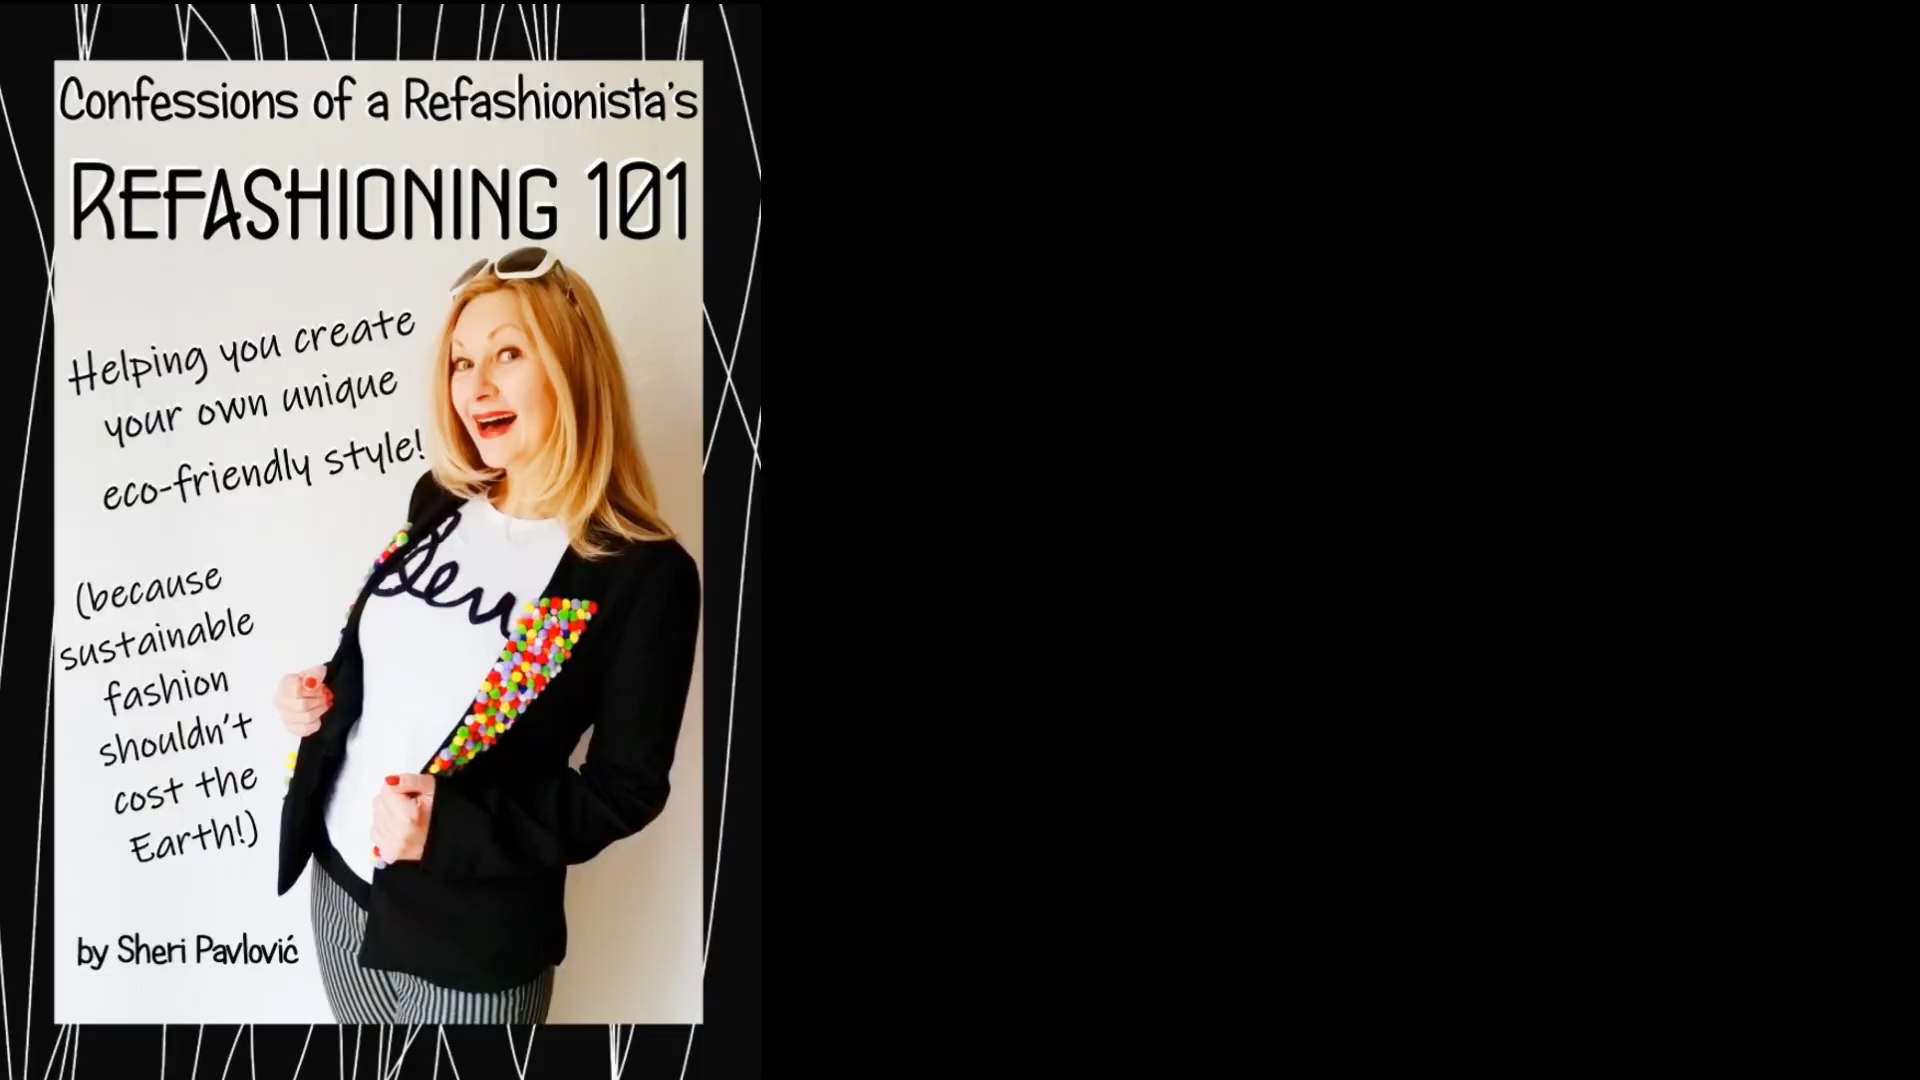 Confessions of a Refashionista's
REFASHIONING 101
Helping you create
your own unique
eco-friendly style!
(because
sustainable
fashion
shouldn't
cost the
Earth!)
by Sheri Pavlović